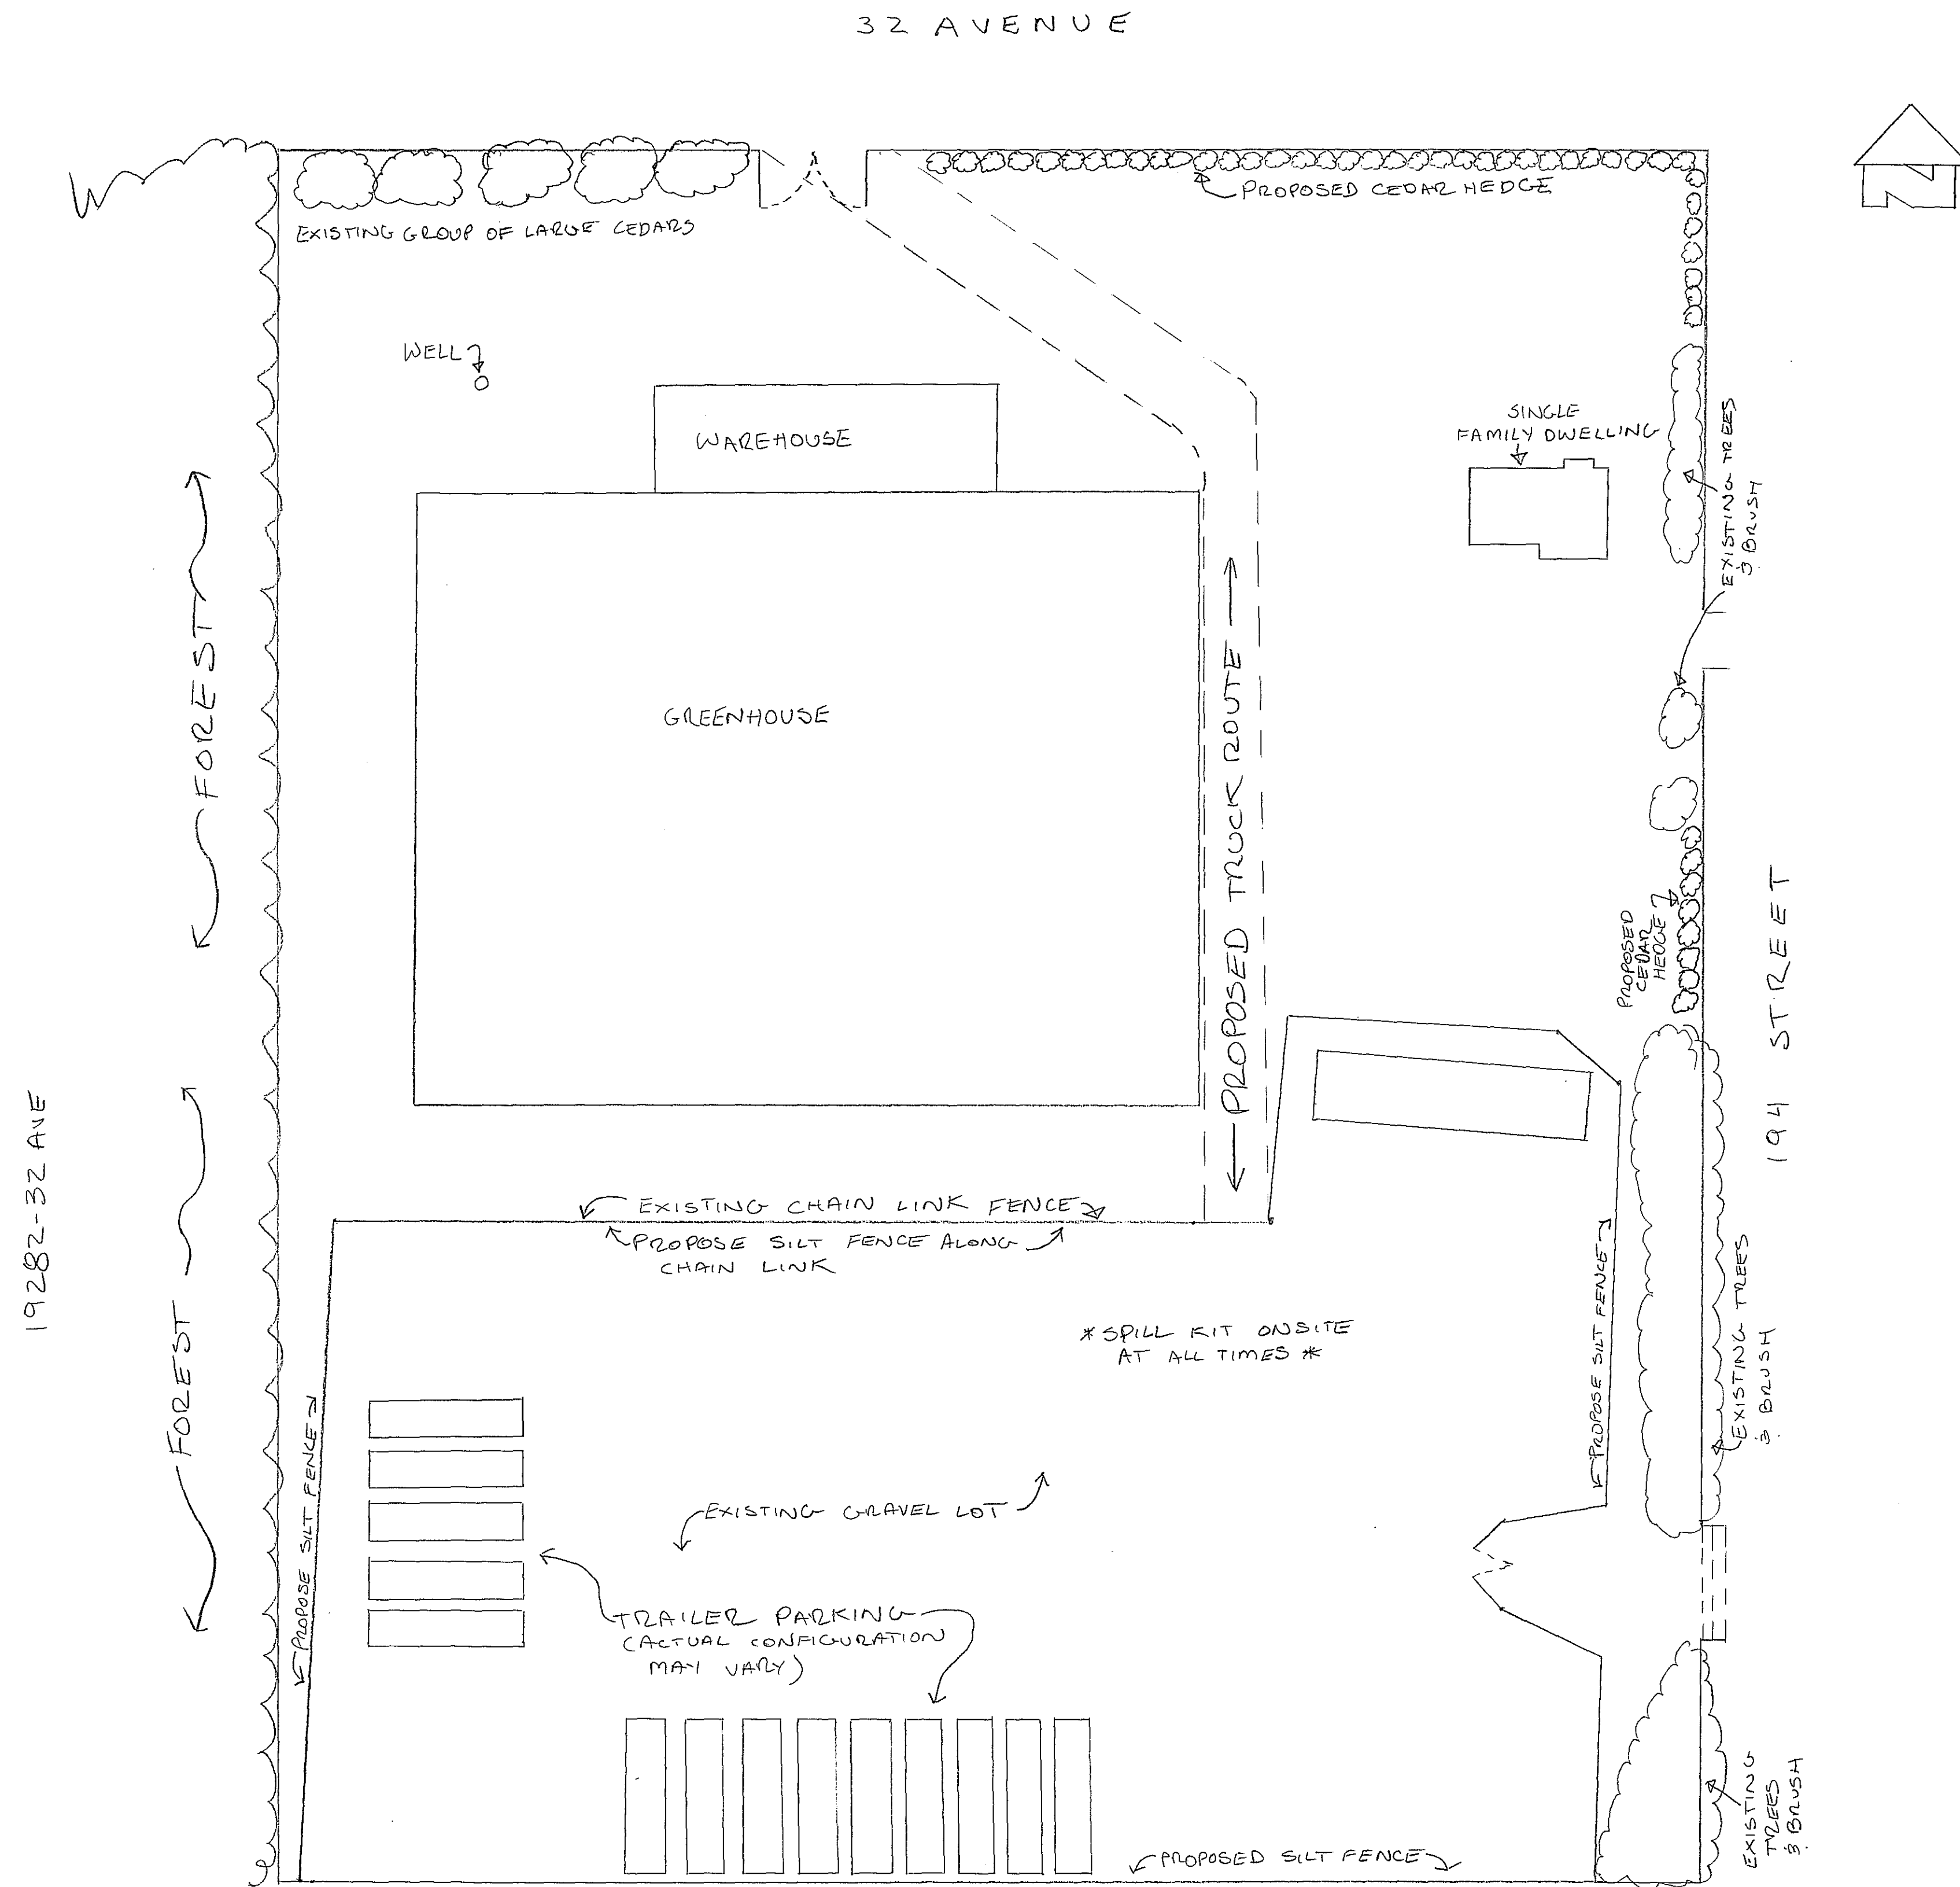 32 AVENUE
N
PROPOSED CEDAR HEDGE
EXISTING GROUP OF LARGE CEDARS
WELL
WAREHOUSE
SINGLE
FAMILY DWELLING
EXISTING TREES
& BRUSH
FOREST
GREENHOUSE
PROPOSED TRUCK ROUTE
PROPOSED
CEDAR
HEDGE
194 STREET
19282-32 AVE
EXISTING CHAIN LINK FENCE
PROPOSE SILT FENCE ALONG
CHAIN LINK
*SPILL KIT ONSITE
AT ALL TIMES *
PROPOSE SILT FENCE
EXISTING TREES
& BRUSH
FOREST
PROPOSE SILT FENCE
EXISTING GRAVEL LOT
TRAILER PARKING
(ACTUAL CONFIGURATION
MAY VARY)
EXISTING
TREES
& BRUSH
PROPOSED SILT FENCE